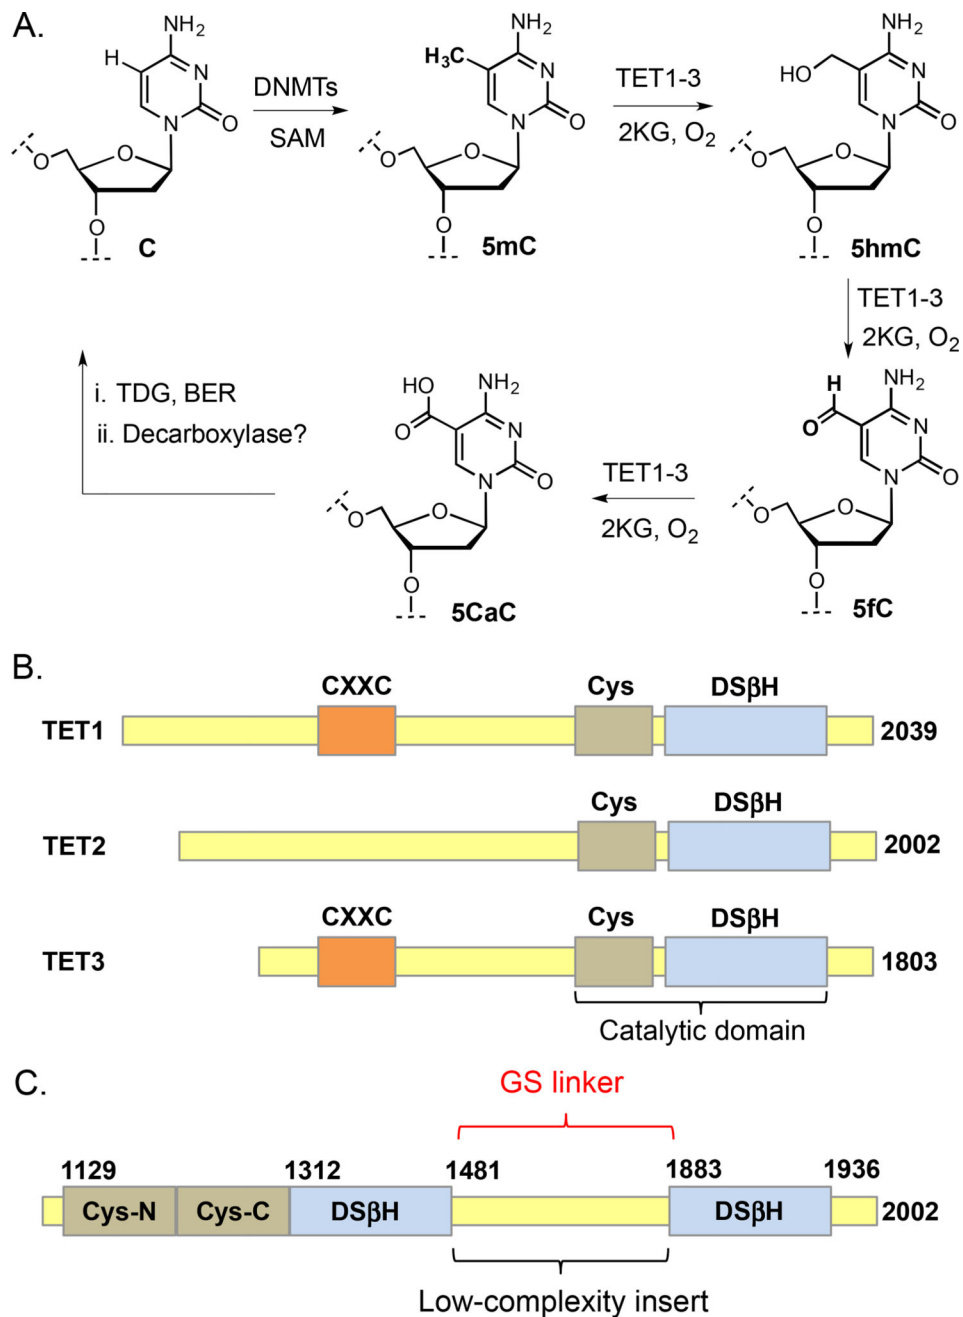 A.
NH2
H
N
N
O
O
O
O
C
DNMTs
SAM
NH2
H3C
N
N
O
O
O
O
5mC
TET1-3
2KG, O2
NH2
HO
N
N
O
O
O
O
5hmC
TET1-3
2KG, O2
H
NH2
O
N
N
O
O
O
O
5fC
TET1-3
2KG, O2
HO
NH2
O
N
N
O
O
O
O
5CaC
i. TDG, BER
ii. Decarboxylase?
B.
CXXC Cys DSβH
TET1 2039
Cys DSβH
TET2 2002
CXXC Cys DSβH
TET3 1803
Catalytic domain
C.
GS linker
1129 1312 1481 1883 1936
Cys-N Cys-C DSβH DSβH 2002
Low-complexity insert